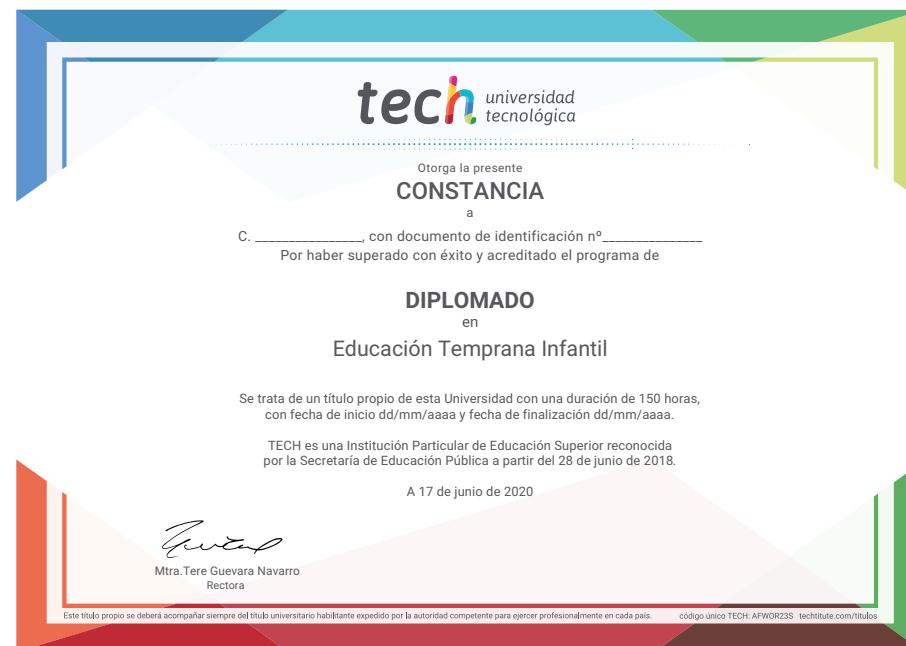 tech universidad
tecnológica
Otorga la presente
CONSTANCIA
a
C. ________________, con documento de identificación nº_______________
Por haber superado con éxito y acreditado el programa de
DIPLOMADO
en
Educación Temprana Infantil
Se trata de un título propio de esta Universidad con una duración de 150 horas,
con fecha de inicio dd/mm/aaaa y fecha de finalización dd/mm/aaaa.
TECH es una Institución Particular de Educación Superior reconocida
por la Secretaría de Educación Pública a partir del 28 de junio de 2018.
A 17 de junio de 2020
Mtra.Tere Guevara Navarro
Rectora
Este título propio se deberá acompañar siempre del título universitario habilitante expedido por la autoridad competente para ejercer profesionalmente en cada país. código único TECH: AFWOR23S techtitute.com/titulos